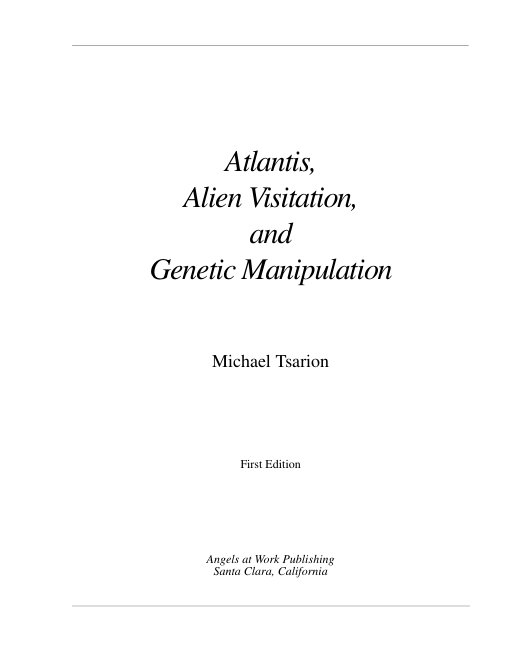 Atlantis,
Alien Visitation,
and
Genetic Manipulation
Michael Tsarion
First Edition
Angels at Work Publishing
Santa Clara, California